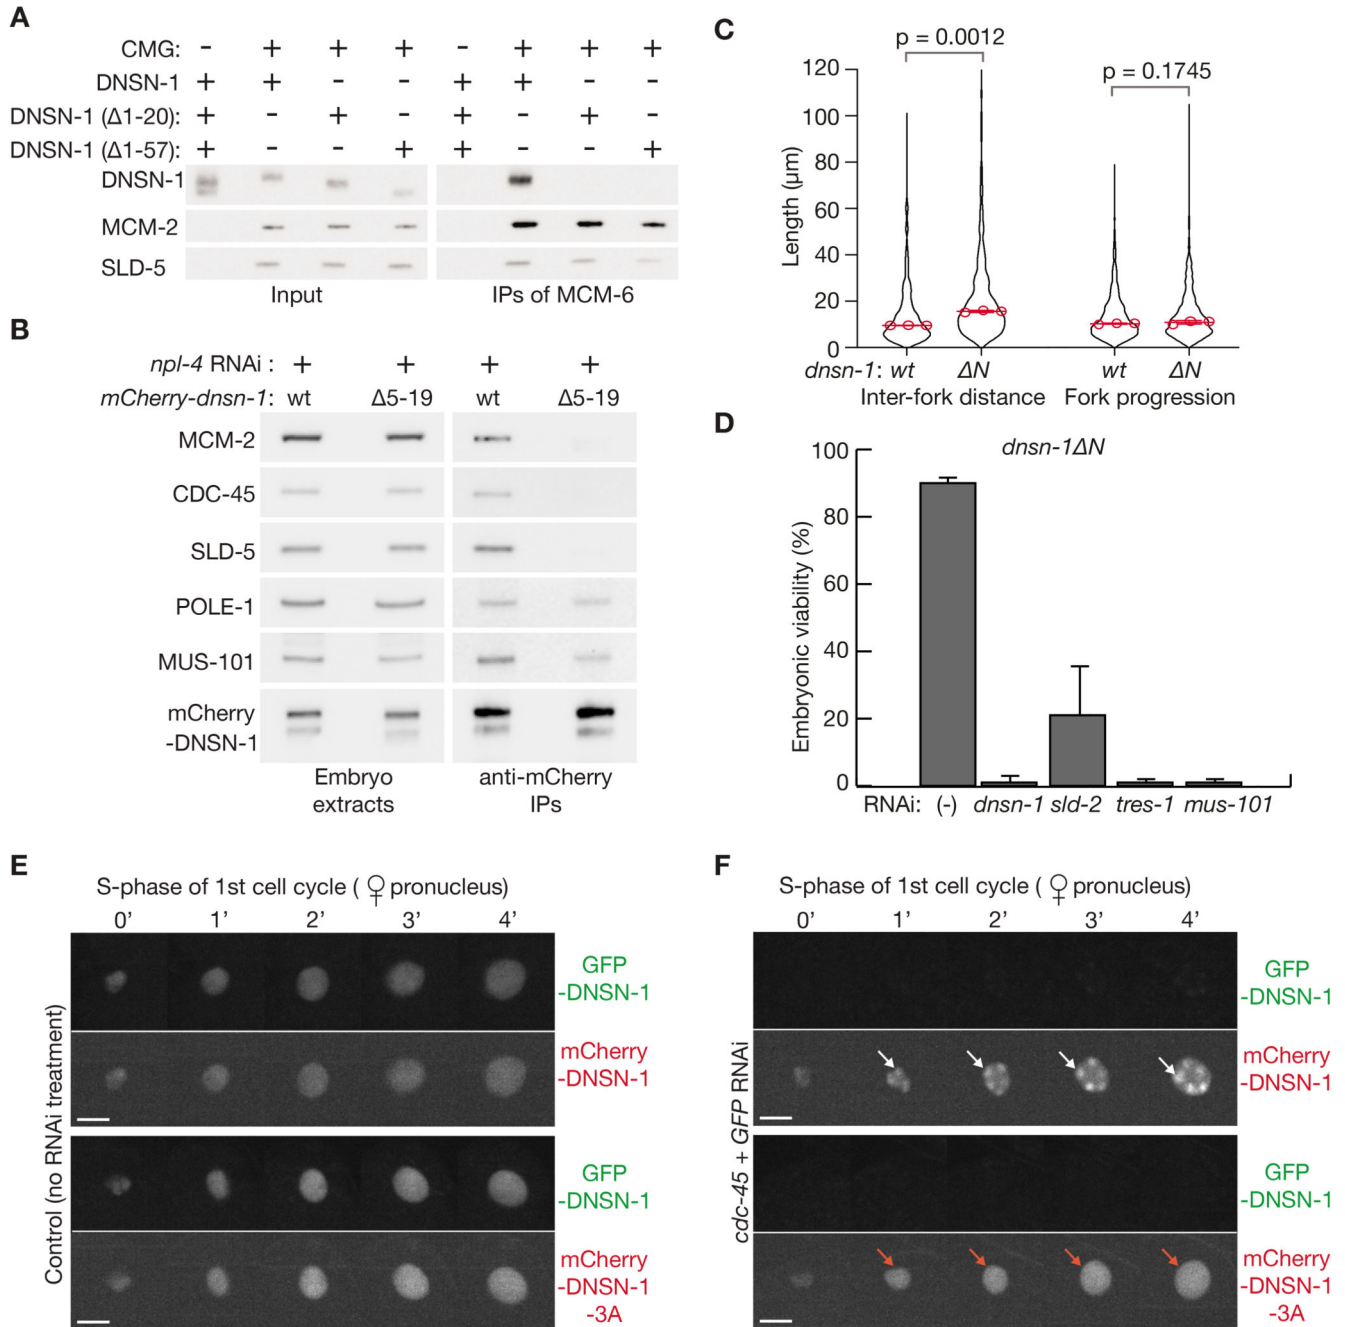 A
CMG: - + + + - + + +
DNSN-1 + + - - + + - -
DNSN-1 (Δ1-20): + - + - + - + -
DNSN-1 (Δ1-57): + - - + + - - +
DNSN-1
MCM-2
SLD-5
Input
IPs of MCM-6
B
npl-4 RNAi : + + + +
mCherry-dnsn-1: wt Δ5-19 wt Δ5-19
MCM-2
CDC-45
SLD-5
POLE-1
MUS-101
mCherry
-DNSN-1
Embryo
extracts
anti-mCherry
IPs
C
p = 0.0012
p = 0.1745
120
100
80
60
40
20
0
Length (µm)
dnsn-1: wt ΔN wt ΔN
Inter-fork distance
Fork progression
D
dnsn-1ΔN
100
80
60
40
20
0
Embryonic viability (%)
RNAi: (-) dnsn-1 sld-2 tres-1 mus-101
E
S-phase of 1st cell cycle ( ♀ pronucleus)
0' 1' 2' 3' 4'
Control (no RNAi treatment)
GFP
-DNSN-1
mCherry
-DNSN-1
GFP
-DNSN-1
mCherry
-DNSN-1
-3A
F
S-phase of 1st cell cycle ( ♀ pronucleus)
0' 1' 2' 3' 4'
cdc-45 + GFP RNAi
GFP
-DNSN-1
mCherry
-DNSN-1
GFP
-DNSN-1
mCherry
-DNSN-1
-3A